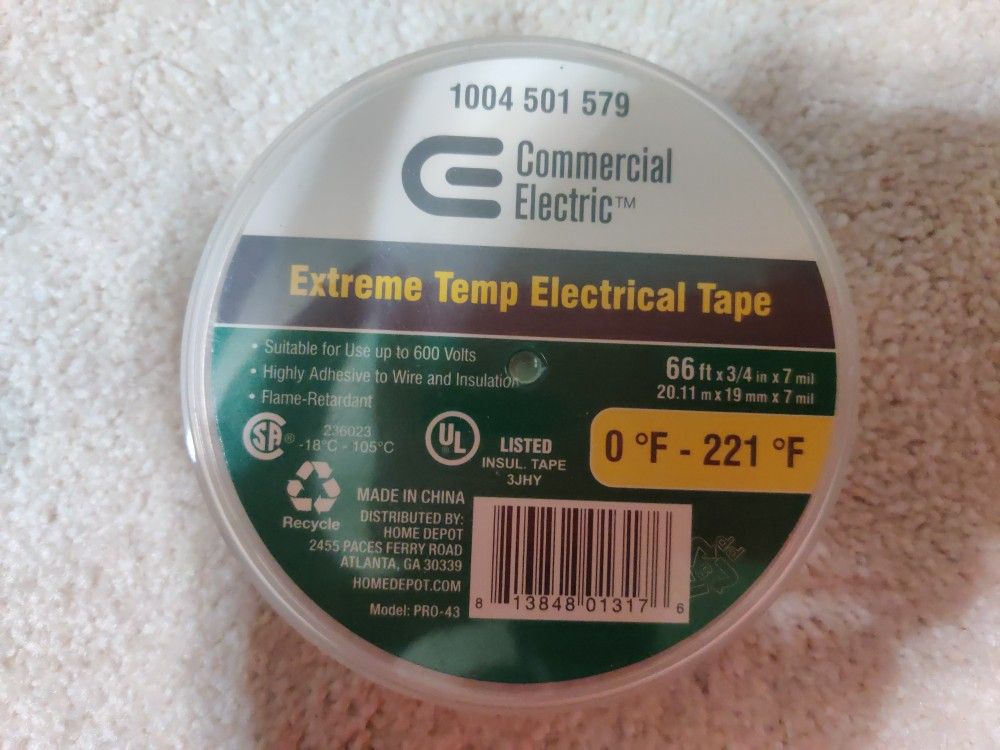 1004 501 579
Commercial
Electric™
Extreme Temp Electrical Tape
• Suitable for Use up to 600 Volts
• Highly Adhesive to Wire and Insulation
• Flame-Retardant
66 ft x 3/4 in x 7 mil
20.11 m x 19 mm x 7 mil
SA®
236023
-18°C - 105°C
UL
LISTED
INSUL. TAPE
3JHY
0 °F - 221 °F
Recycle
MADE IN CHINA
DISTRIBUTED BY:
HOME DEPOT
2455 PACES FERRY ROAD
ATLANTA, GA 30339
HOMEDEPOT.COM
Model: PRO-43
8 13848 01317 6